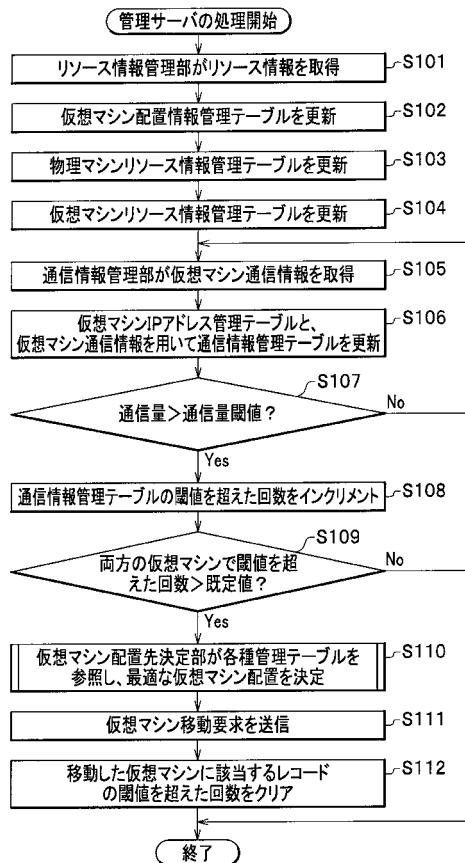 管理サーバの処理開始
リソース情報管理部がリソース情報を取得
S101
仮想マシン配置情報管理テーブルを更新
S102
物理マシンリソース情報管理テーブルを更新
S103
仮想マシンリソース情報管理テーブルを更新
S104
通信情報管理部が仮想マシン通信情報を取得
S105
仮想マシンIPアドレス管理テーブルと、
仮想マシン通信情報を用いて通信情報管理テーブルを更新
S106
S107
通信量>通信量閾値?
No
Yes
通信情報管理テーブルの閾値を超えた回数をインクリメント
S108
S109
両方の仮想マシンで閾値を超
えた回数>既定値?
No
Yes
仮想マシン配置先決定部が各種管理テーブルを
参照し、最適な仮想マシン配置を決定
S110
仮想マシン移動要求を送信
S111
移動した仮想マシンに該当するレコード
の閾値を超えた回数をクリア
S112
終了